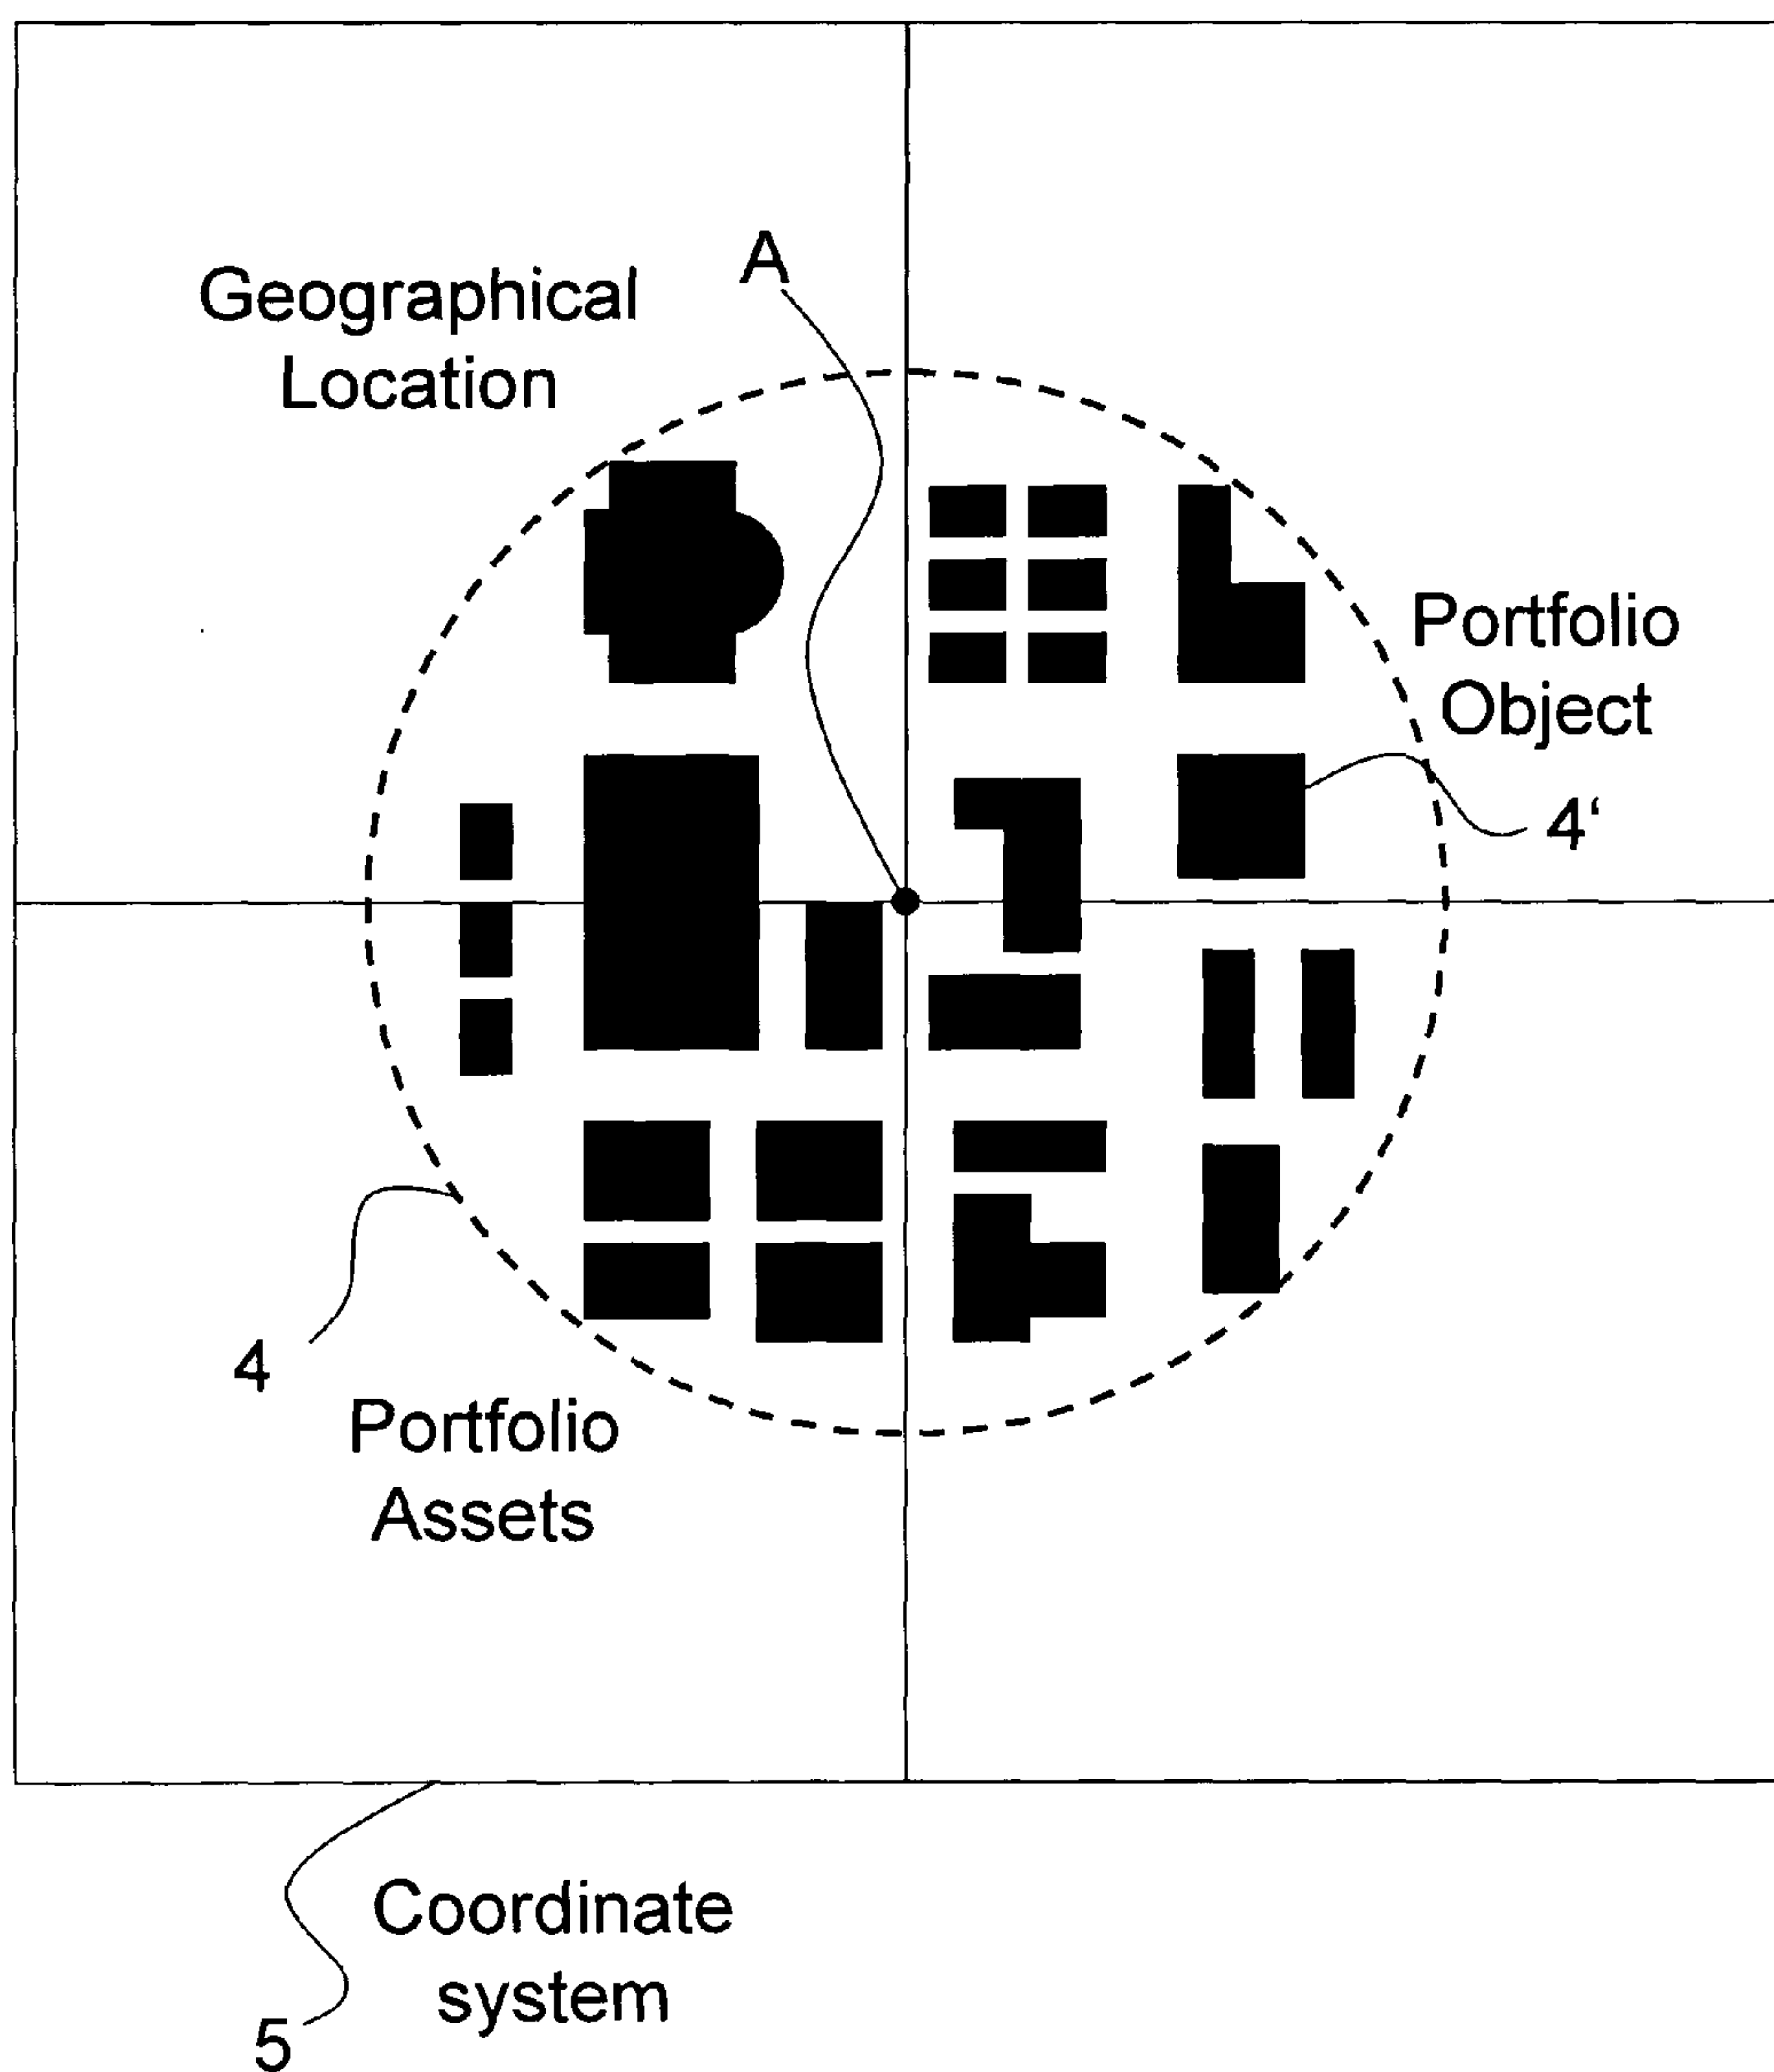 A
Geographical
Location
Portfolio
Object
4‘
4
Portfolio
Assets
Coordinate
system
5